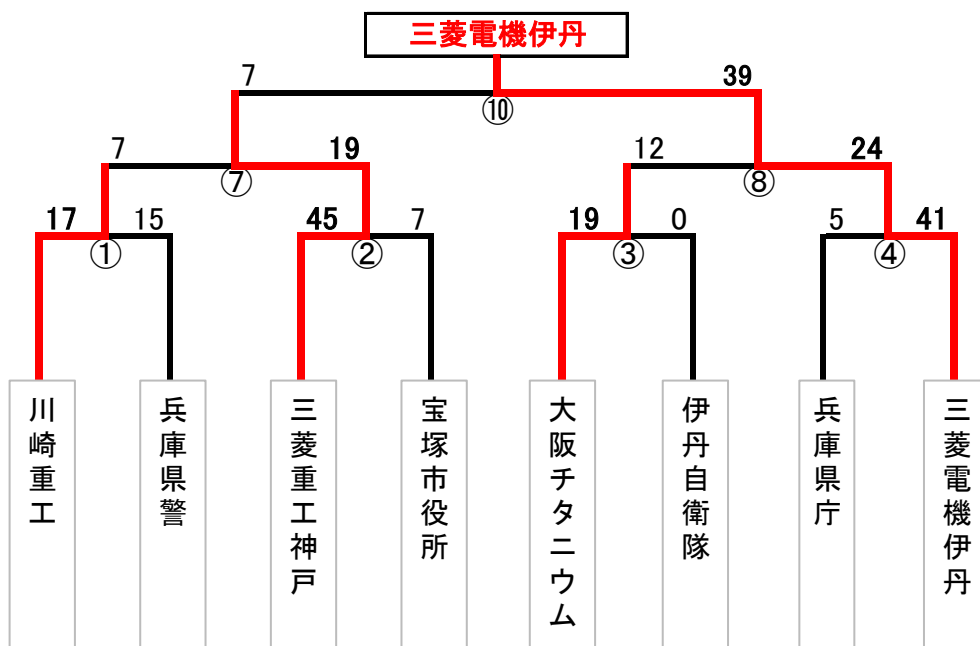 三菱電機伊丹
7 39
⑩
7 19 12 24
⑦ ⑧
17 15 45 7 19 0 5 41
① ② ③ ④
川崎重工
兵庫県警
三菱重工神戸
宝塚市役所
大阪チタニウム
伊丹自衛隊
兵庫県庁
三菱電機伊丹